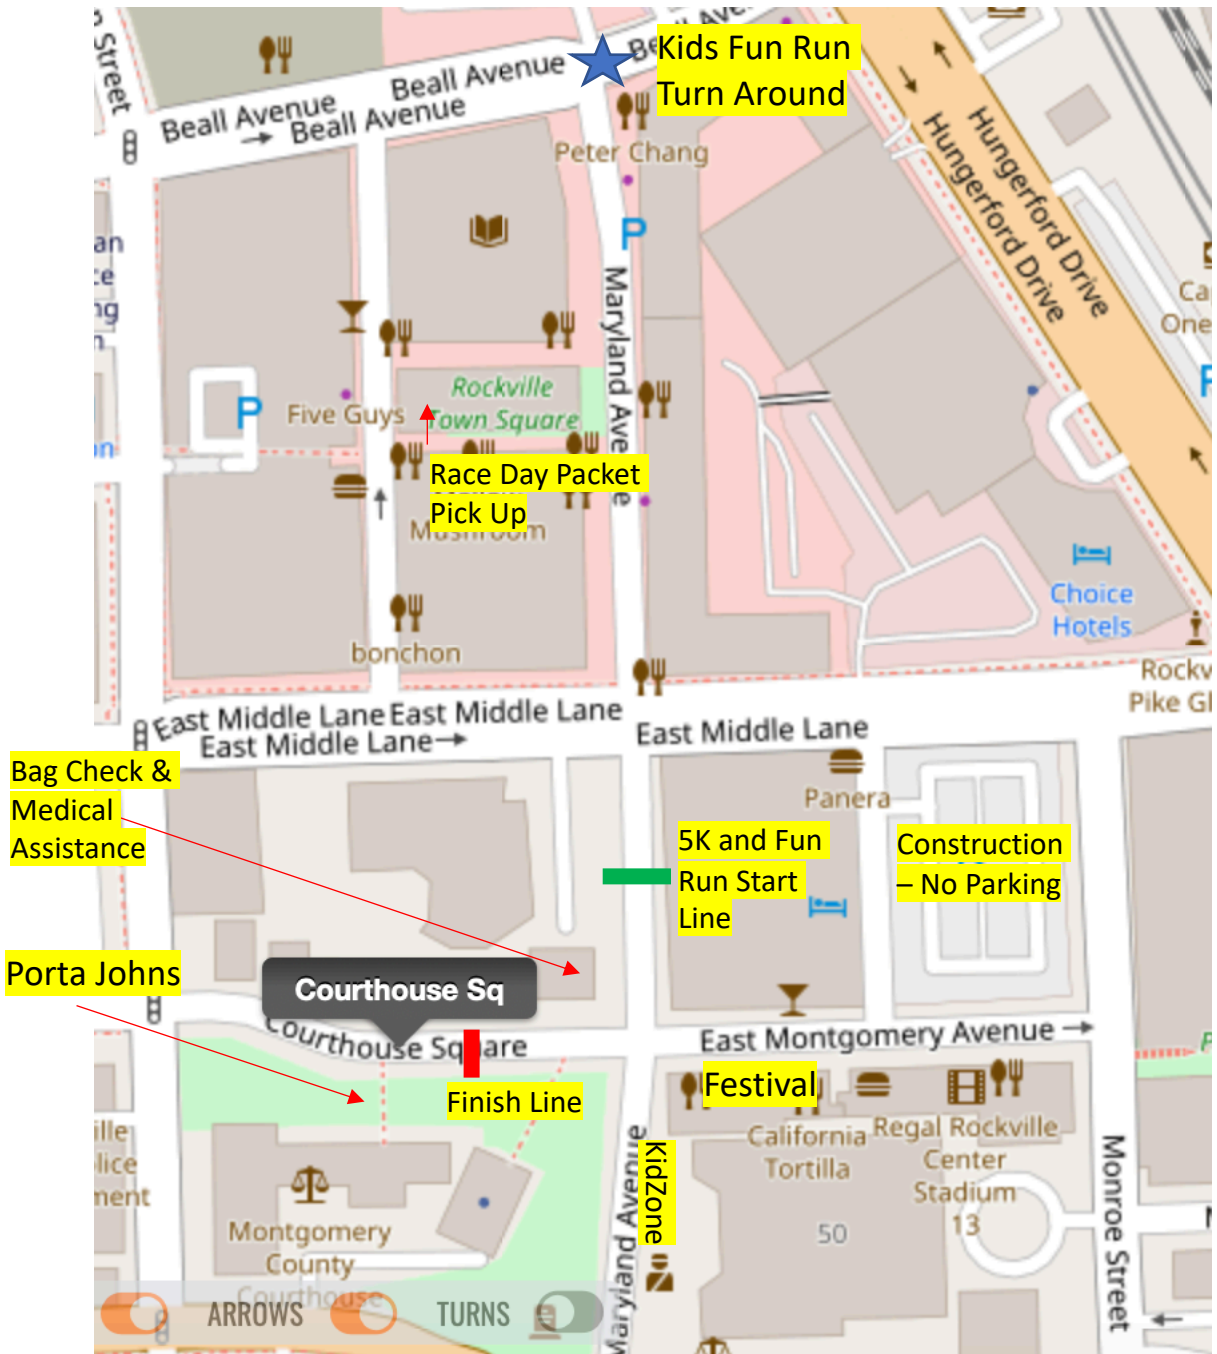 Street
Beall Avenue
Beall Avenue
Beall Avenue
Kids Fun Run
Turn Around
Peter Chang
Hungerford Drive
Hungerford Drive
P
Maryland Avenue
Rockville
Town Square
Five Guys
P
Race Day Packet
Pick Up
Mushroom
Choice
Hotels
bonchon
East Middle Lane
East Middle Lane
East Middle Lane
East Middle Lane
Bag Check &
Medical
Assistance
Panera
5K and Fun
Run Start
Line
Construction
– No Parking
Porta Johns
Courthouse Sq
Courthouse Square
East Montgomery Avenue
Finish Line
Festival
California
Tortilla
Regal Rockville
Center
Stadium
13
KidZone
Maryland Avenue
Monroe Street
50
Montgomery
County
Courthouse
ARROWS
TURNS